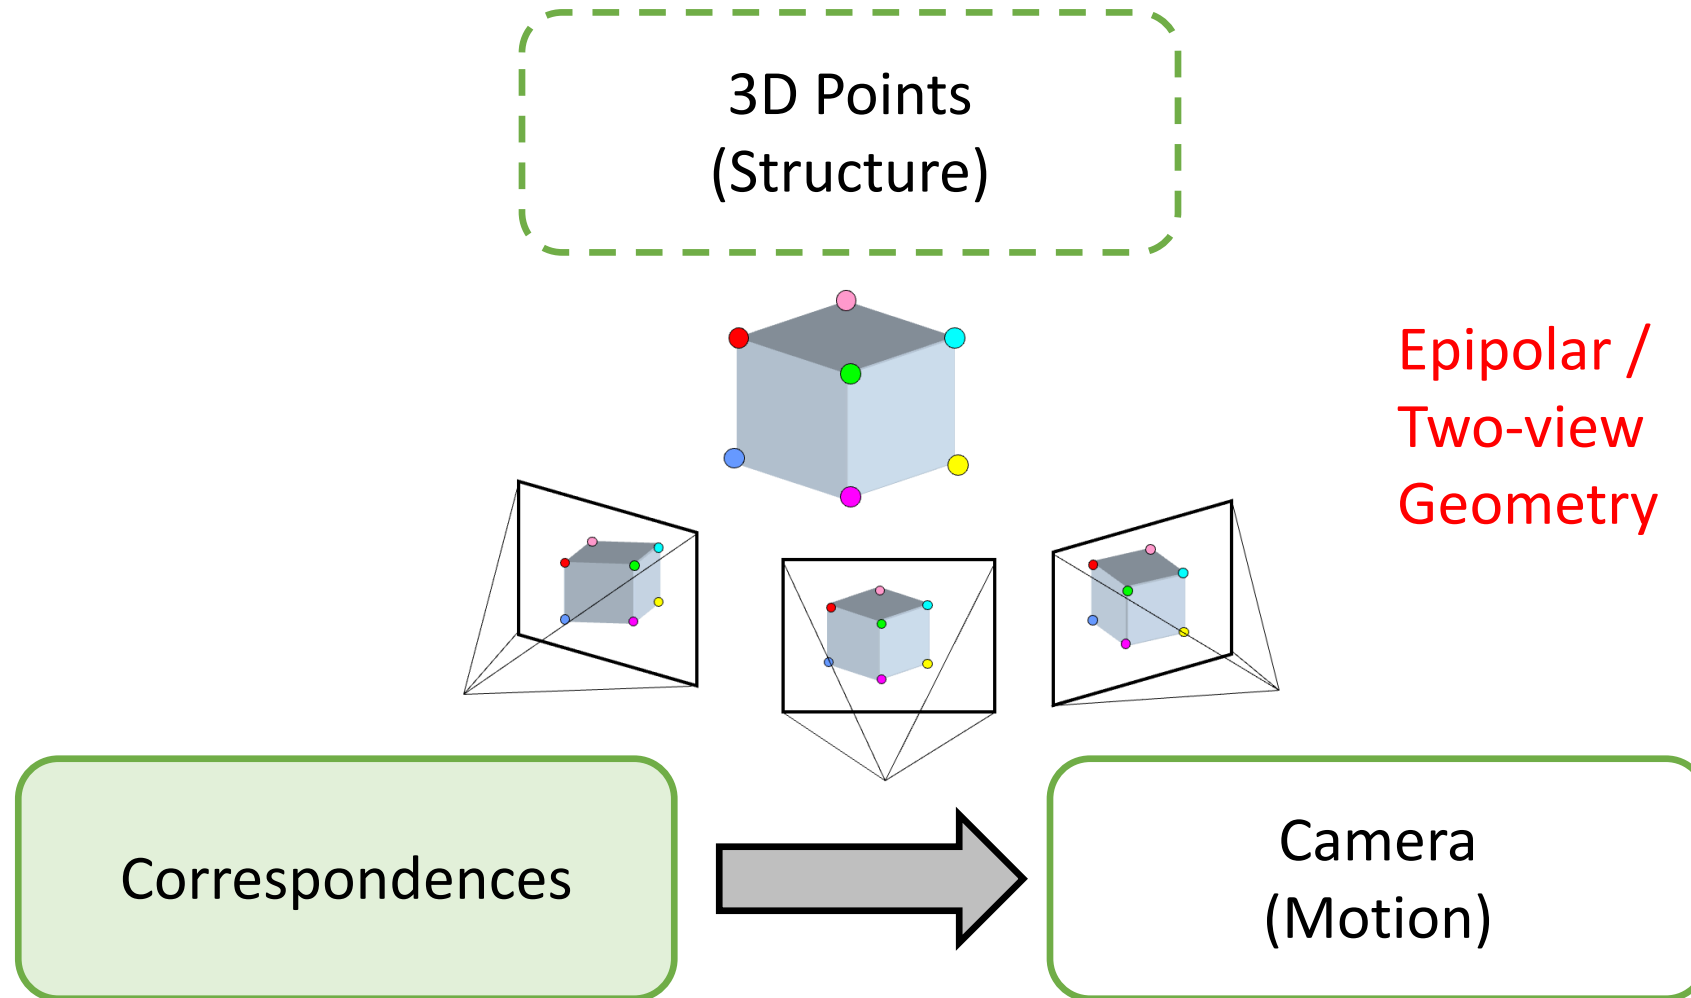 3D Points
(Structure)
Epipolar /
Two-view
Geometry
Correspondences
Camera
(Motion)